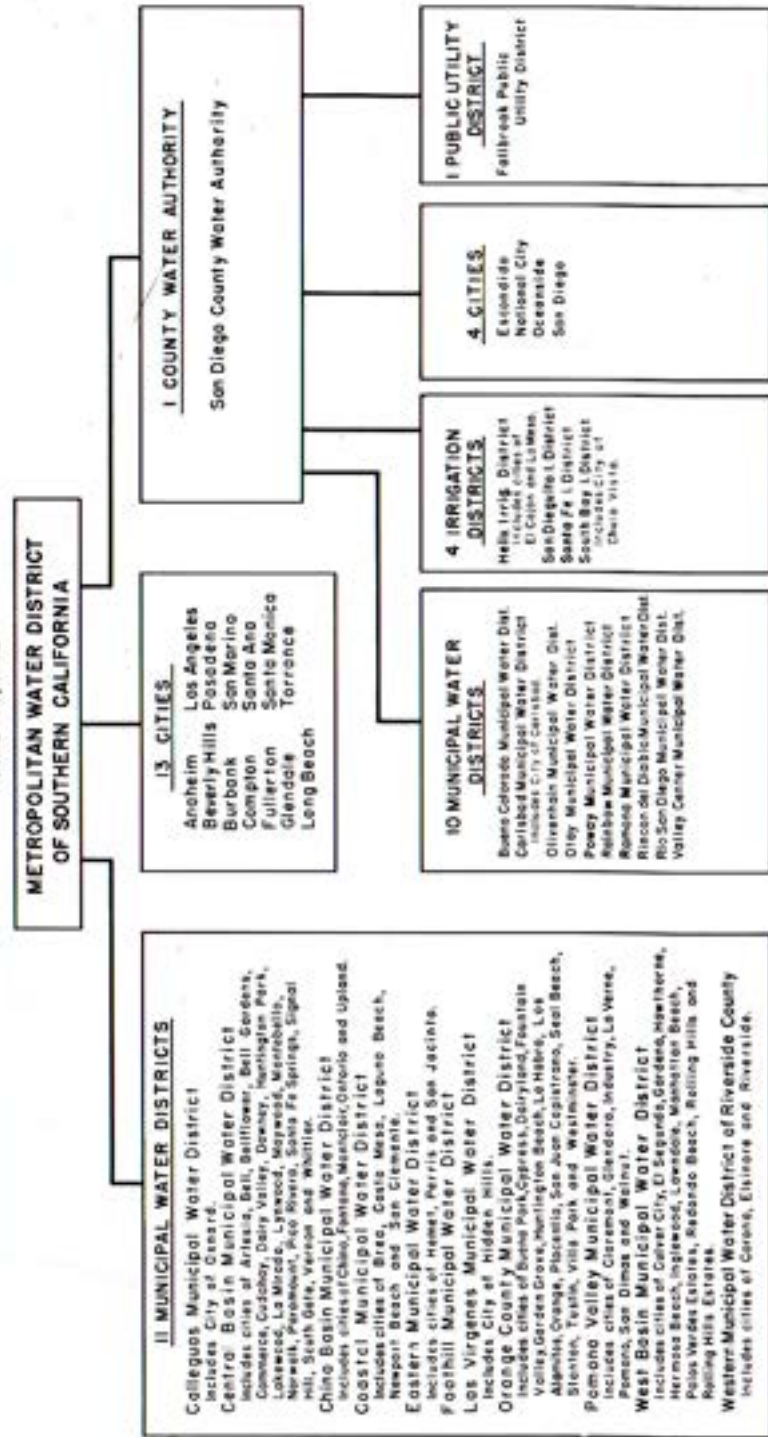 METROPOLITAN WATER DISTRICT
OF SOUTHERN CALIFORNIA
11 MUNICIPAL WATER DISTRICTS
Calleguas Municipal Water District
Includes City of Oxnard.
Central Basin Municipal Water District
Includes cities of Artesia, Bell, Bellflower, Bell Gardens,
Commerce, Cudahay, Dairy Valley, Downey, Huntington Park,
Lakewood, La Mirada, Lynwood, Maywood, Montebello,
Norwalk, Paramount, Pico Rivera, Santa Fe Springs, Signal
Hill, South Gate, Vernon and Whittier.
Chino Basin Municipal Water District
Includes cities of Chino, Fontana, Montclair, Ontario and Upland.
Coastal Municipal Water District
Includes cities of Brea, Costa Mesa, Laguna Beach,
Newport Beach and San Clemente.
Eastern Municipal Water District
Includes cities of Hemet, Perris and San Jacinto.
Foothill Municipal Water District
Las Virgenes Municipal Water District
Includes City of Hidden Hills.
Orange County Municipal Water District
Includes cities of Buena Park, Cypress, Dairyland, Fountain
Valley, Garden Grove, Huntington Beach, La Habra, Los
Alamitos, Orange, Placentia, San Juan Capistrano, Seal Beach,
Stanton, Tustin, Villa Park and Westminster.
Pomona Valley Municipal Water District
Includes cities of Claremont, Glendora, Industry, La Verne,
Pomona, San Dimas and Walnut.
West Basin Municipal Water District
Includes cities of Culver City, El Segundo, Gardena, Hawthorne,
Hermosa Beach, Inglewood, Lawndale, Manhattan Beach,
Palos Verdes Estates, Redondo Beach, Rolling Hills and
Rolling Hills Estates.
Western Municipal Water District of Riverside County
Includes cities of Corona, Elsinore and Riverside.
13 CITIES
Anaheim Los Angeles
Beverly Hills Pasadena
Burbank San Marino
Compton Santa Ana
Fullerton Santa Monica
Glendale Torrance
Long Beach
1 COUNTY WATER AUTHORITY
San Diego County Water Authority
10 MUNICIPAL WATER
DISTRICTS
Bueno Colorado Municipal Water Dist.
Carlsbad Municipal Water District
Includes City of Carlsbad.
Olivenhain Municipal Water Dist.
Otay Municipal Water District
Poway Municipal Water District
Rainbow Municipal Water District
Ramona Municipal Water District
Rincon del Diablo Municipal Water Dist.
Rio San Diego Municipal Water Dist.
Valley Center Municipal Water Dist.
4 IRRIGATION
DISTRICTS
Helix Irrig. District
Includes cities of
El Cajon and La Mesa.
San Dieguito I. District
Santa Fe I. District
South Bay I. District
Includes City of
Chula Vista.
4 CITIES
Escondido
National City
Oceanside
San Diego
1 PUBLIC UTILITY
DISTRICT
Fallbrook Public
Utility District